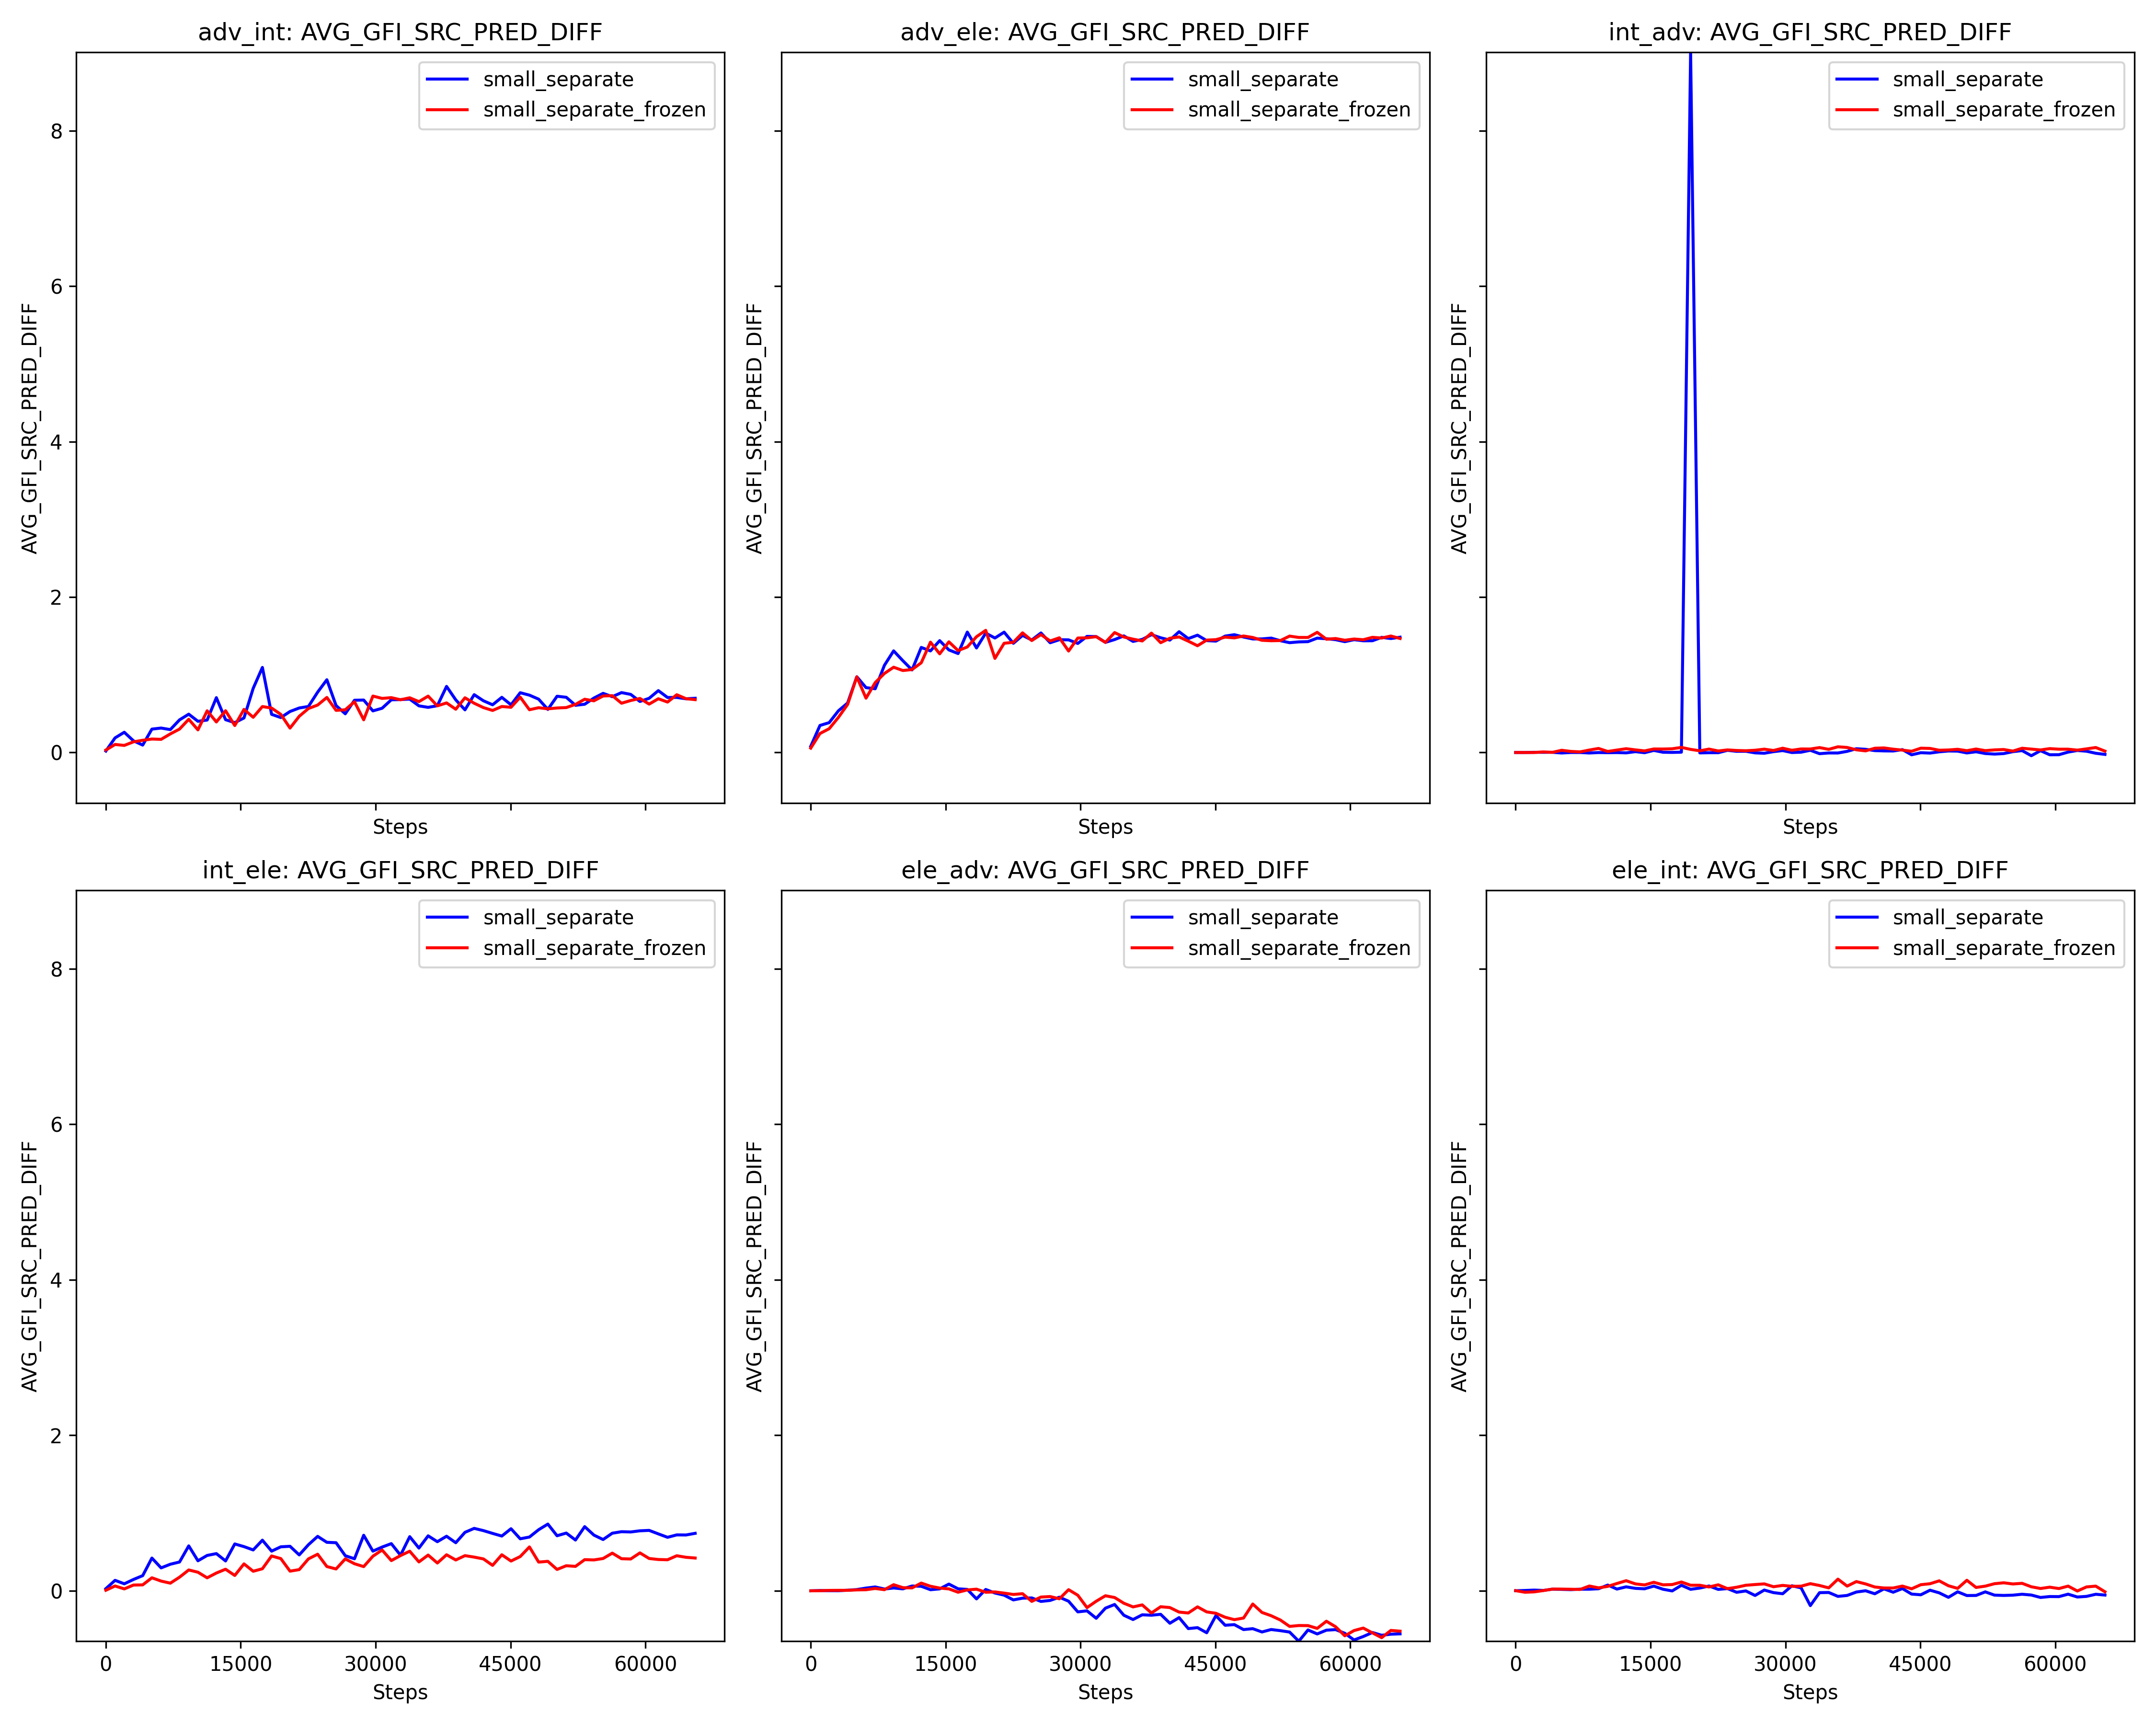 adv_int: AVG_GFI_SRC_PRED_DIFF
adv_ele: AVG_GFI_SRC_PRED_DIFF
int_adv: AVG_GFI_SRC_PRED_DIFF
small_separate
small_separate_frozen
small_separate
small_separate_frozen
small_separate
small_separate_frozen
8
6
4
2
0
AVG_GFI_SRC_PRED_DIFF
AVG_GFI_SRC_PRED_DIFF
AVG_GFI_SRC_PRED_DIFF
Steps
Steps
Steps
int_ele: AVG_GFI_SRC_PRED_DIFF
ele_adv: AVG_GFI_SRC_PRED_DIFF
ele_int: AVG_GFI_SRC_PRED_DIFF
small_separate
small_separate_frozen
small_separate
small_separate_frozen
small_separate
small_separate_frozen
8
6
4
2
0
AVG_GFI_SRC_PRED_DIFF
AVG_GFI_SRC_PRED_DIFF
AVG_GFI_SRC_PRED_DIFF
0 15000 30000 45000 60000
0 15000 30000 45000 60000
0 15000 30000 45000 60000
Steps
Steps
Steps